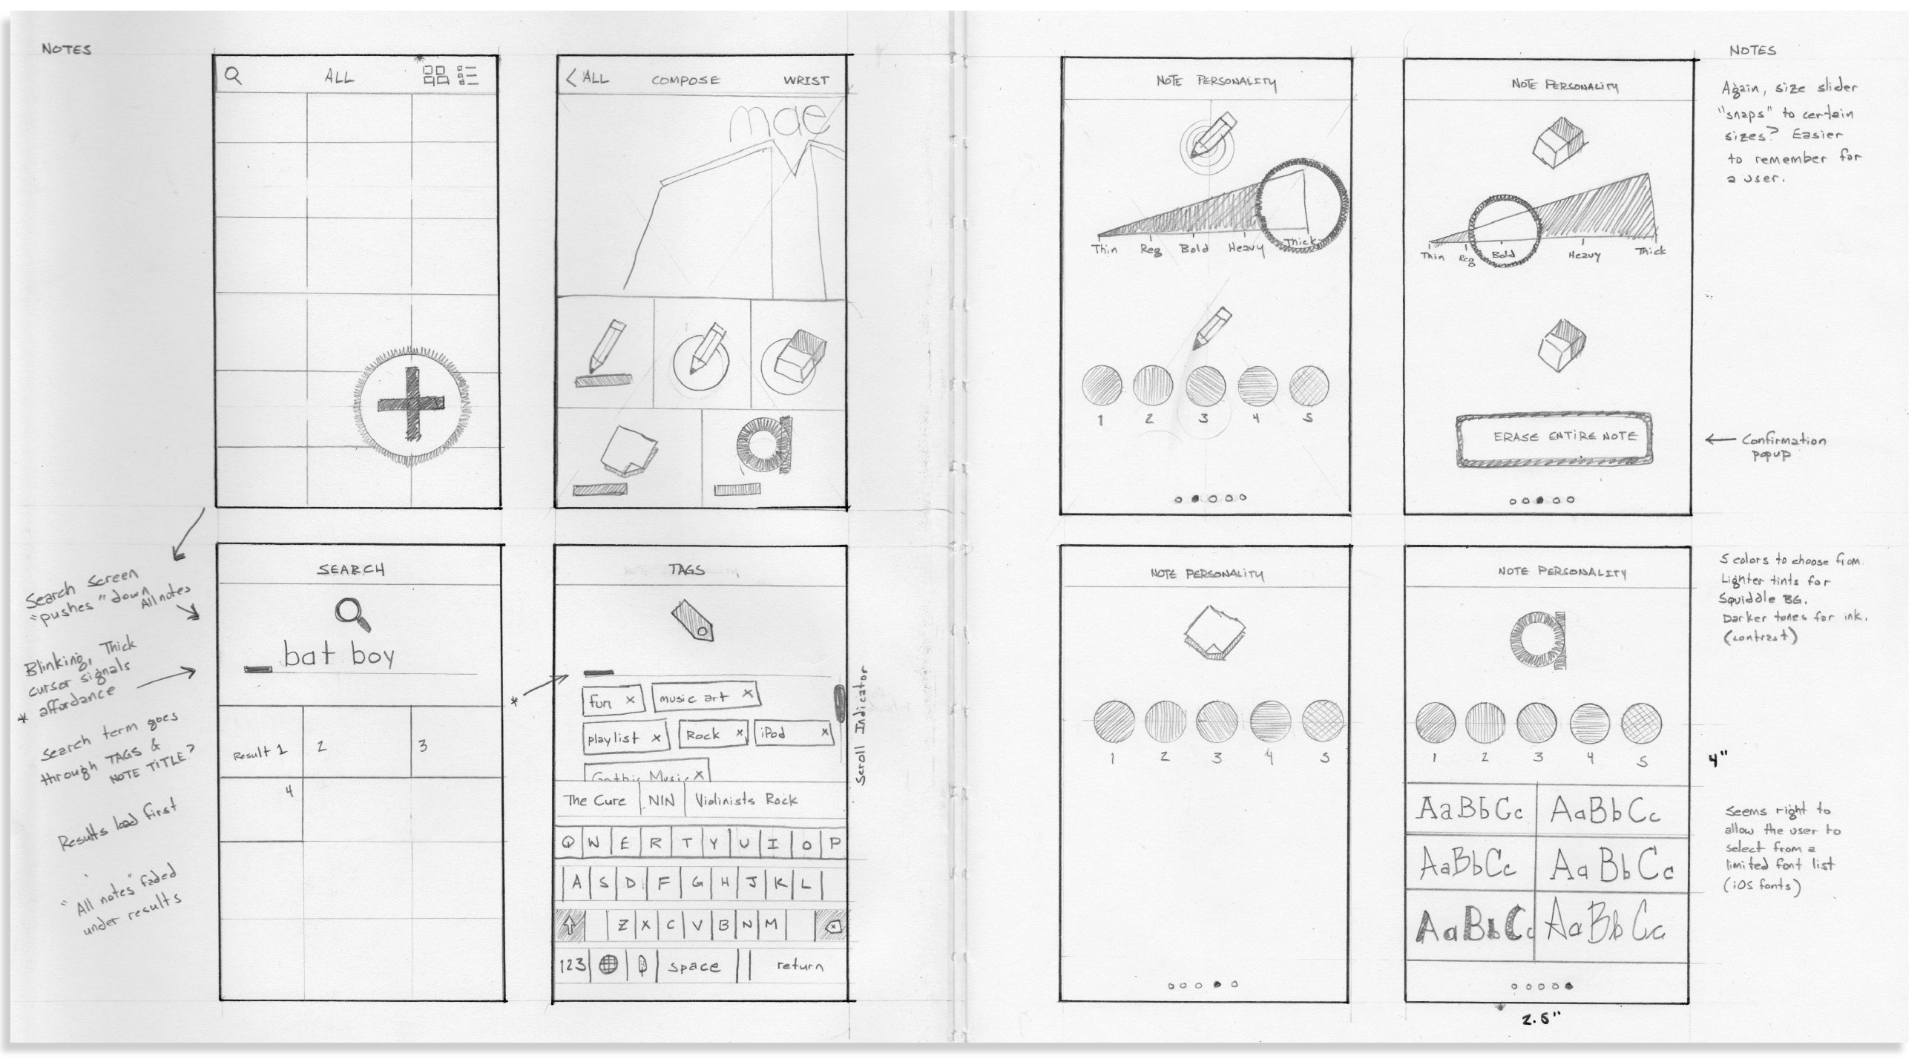 NOTES
ALL
< ALL COMPOSE WRIST
mae
a
Search Screen
"pushes" down
All notes
Blinking, Thick
cursor signals
* affordance
search term goes
through TAGS &
NOTE TITLE?
Results load first
"All notes" faded
under results
SEARCH
bat boy
Result 1 2 3
4
TAGS
*
fun x music art x
playlist x Rock x iPod x
Gothic Music x
Scroll Indicator
The Cure NIN Violinists Rock
Q W E R T Y U I O P
A S D F G H J K L
Z X C V B N M
123 space return
NOTE PERSONALITY
Thin Reg Bold Heavy Thick
1 2 3 4 5
NOTE PERSONALITY
Thin Reg Bold Heavy Thick
ERASE ENTIRE NOTE
NOTES
Again, size slider
"snaps" to certain
sizes? Easier
to remember for
a user.
← Confirmation
popup
NOTE PERSONALITY
1 2 3 4 5
NOTE PERSONALITY
a
1 2 3 4 5
AaBbCc AaBbCc
AaBbCc AaBbCc
AaBbCc AaBbCc
5 colors to choose from.
Lighter tints for
Squiddle BG.
Darker tones for ink.
(contrast)
4"
Seems right to
allow the user to
select from a
limited font list
(iOS fonts)
2.5"